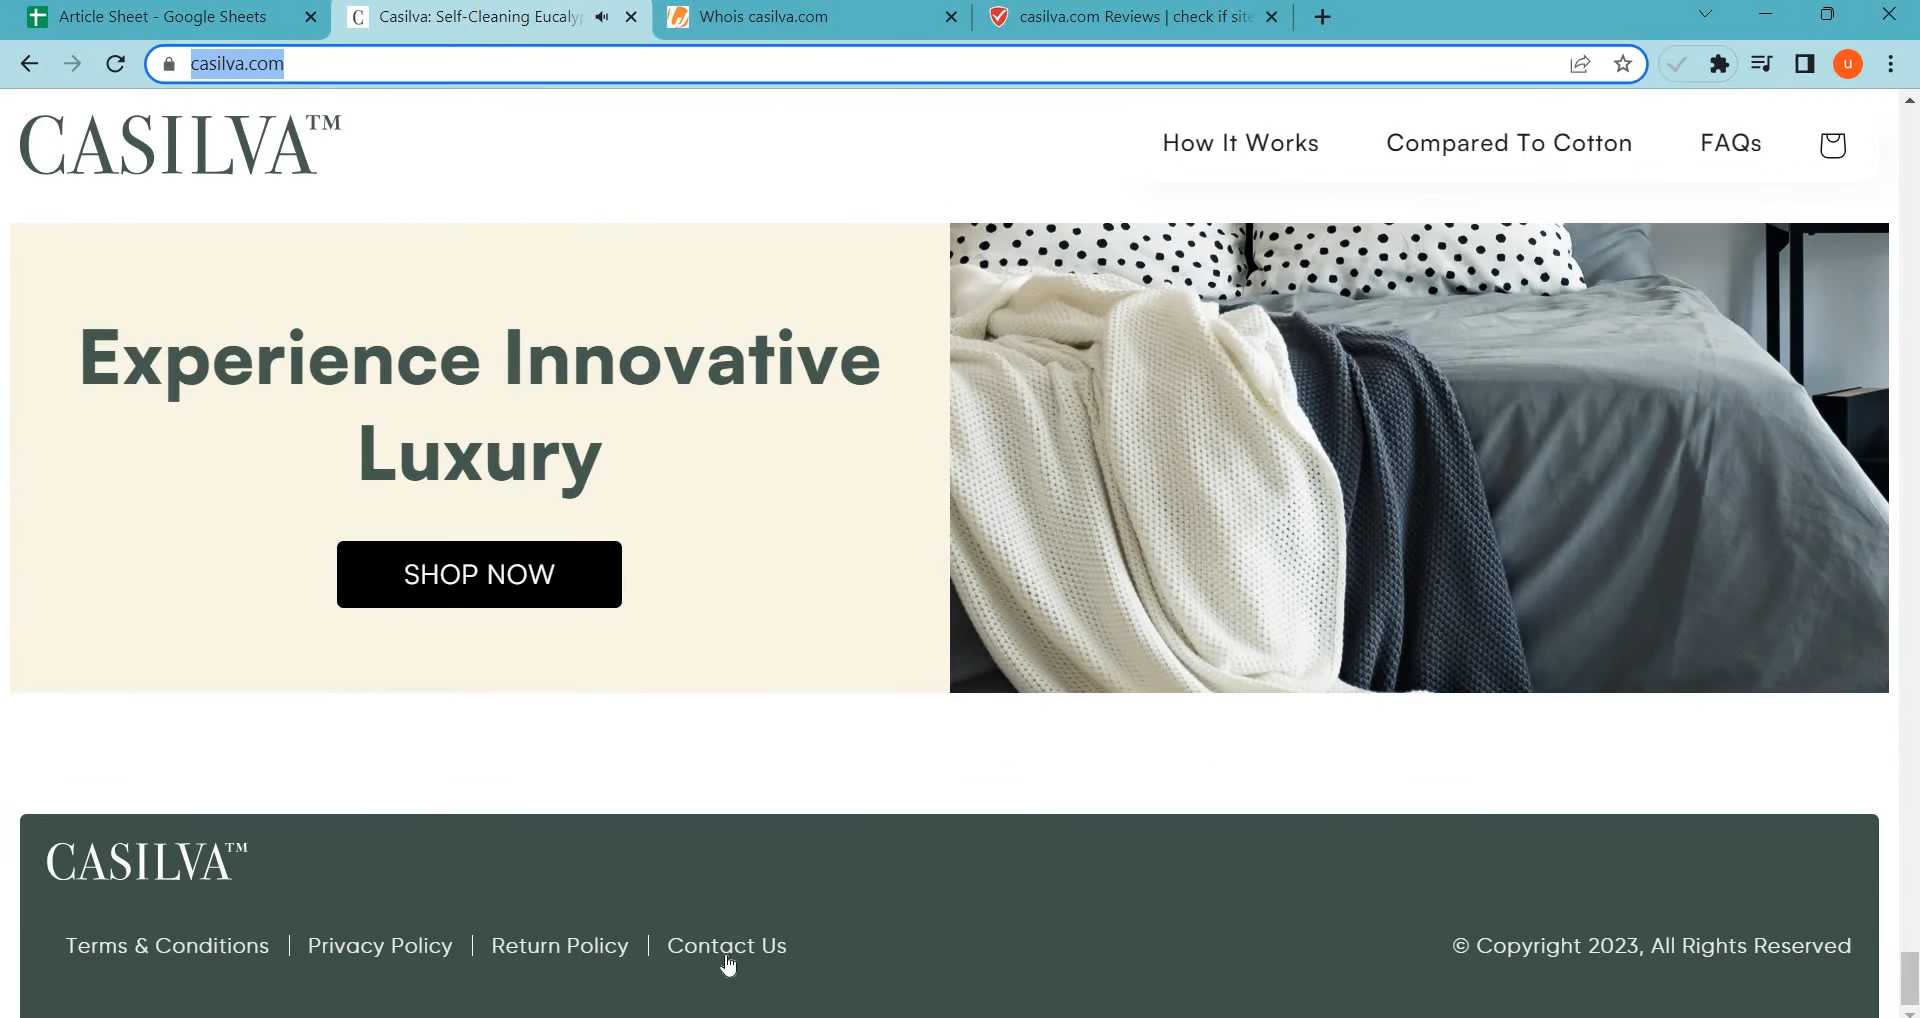 Article Sheet - Google Sheets
Casilva: Self-Cleaning Eucaly
Whois casilva.com
casilva.com Reviews | check if site
casilva.com
u
CASILVA™
How It Works
Compared To Cotton
FAQs
Experience Innovative
Luxury
SHOP NOW
CASILVA™
Terms & Conditions | Privacy Policy | Return Policy | Contact Us
© Copyright 2023, All Rights Reserved